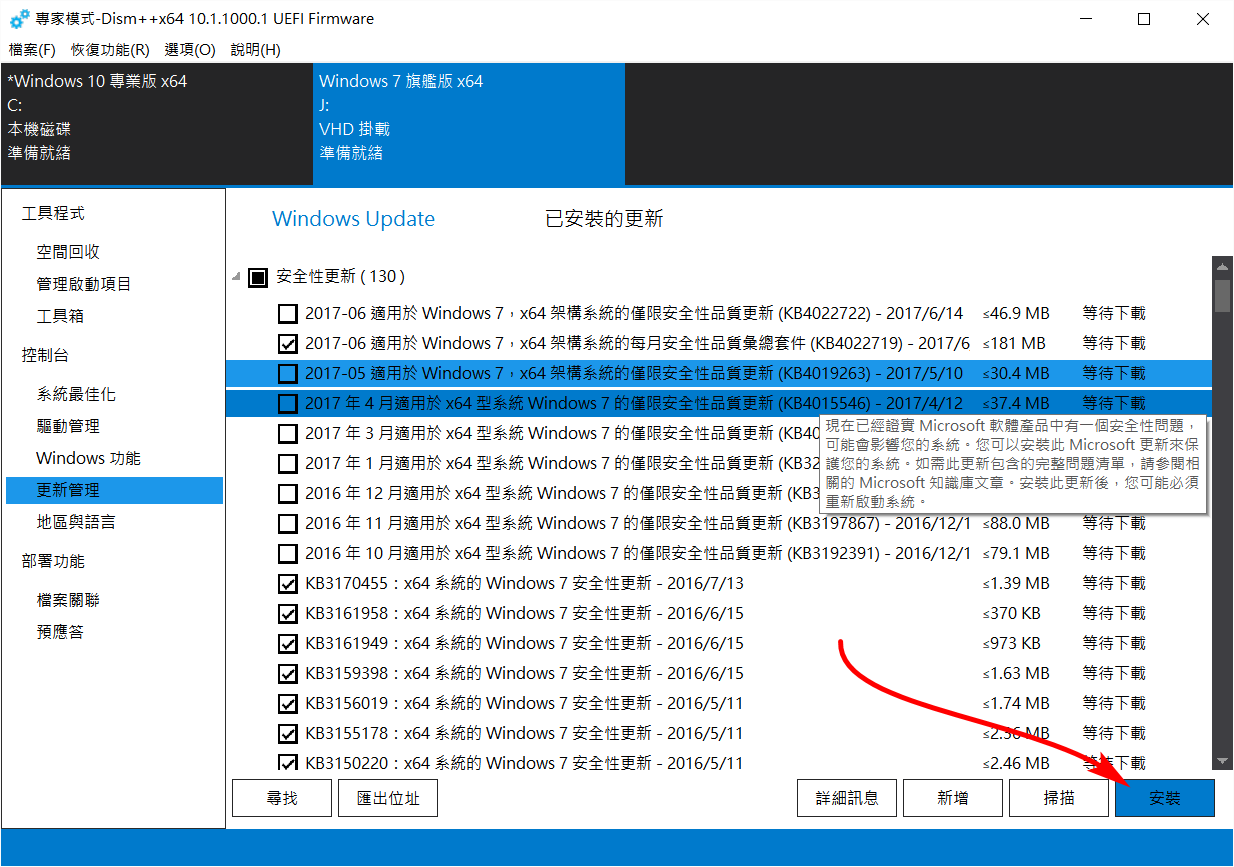 專家模式-Dism++x64 10.1.1000.1 UEFI Firmware
檔案(F) 恢復功能(R) 選項(O) 說明(H)
*Windows 10 專業版 x64
C:
本機磁碟
準備就緒
Windows 7 旗艦版 x64
J:
VHD 掛載
準備就緒
工具程式
空間回收
管理啟動項目
工具箱
控制台
系統最佳化
驅動管理
Windows 功能
更新管理
地區與語言
部署功能
檔案關聯
預應答
Windows Update 已安裝的更新
安全性更新 ( 130 )
2017-06 適用於 Windows 7，x64 架構系統的僅限安全性品質更新 (KB4022722) - 2017/6/14 ≤46.9 MB 等待下載
2017-06 適用於 Windows 7，x64 架構系統的每月安全性品質彙總套件 (KB4022719) - 2017/6 ≤181 MB 等待下載
2017-05 適用於 Windows 7，x64 架構系統的僅限安全性品質更新 (KB4019263) - 2017/5/10 ≤30.4 MB 等待下載
2017 年 4 月適用於 x64 型系統 Windows 7 的僅限安全性品質更新 (KB4015546) - 2017/4/12 ≤37.4 MB 等待下載
2017 年 3 月適用於 x64 型系統 Windows 7 的僅限安全性品質更新 (KB40
2017 年 1 月適用於 x64 型系統 Windows 7 的僅限安全性品質更新 (KB32
2016 年 12 月適用於 x64 型系統 Windows 7 的僅限安全性品質更新 (KB3
現在已經證實 Microsoft 軟體產品中有一個安全性問題，
可能會影響您的系統。您可以安裝此 Microsoft 更新來保
護您的系統。如需此更新包含的完整問題清單，請參閱相
關的 Microsoft 知識庫文章。安裝此更新後，您可能必須
重新啟動系統。
2016 年 11 月適用於 x64 型系統 Windows 7 的僅限安全性品質更新 (KB3197867) - 2016/12/1 ≤88.0 MB 等待下載
2016 年 10 月適用於 x64 型系統 Windows 7 的僅限安全性品質更新 (KB3192391) - 2016/12/1 ≤79.1 MB 等待下載
KB3170455：x64 系統的 Windows 7 安全性更新 - 2016/7/13 ≤1.39 MB 等待下載
KB3161958：x64 系統的 Windows 7 安全性更新 - 2016/6/15 ≤370 KB 等待下載
KB3161949：x64 系統的 Windows 7 安全性更新 - 2016/6/15 ≤973 KB 等待下載
KB3159398：x64 系統的 Windows 7 安全性更新 - 2016/6/15 ≤1.63 MB 等待下載
KB3156019：x64 系統的 Windows 7 安全性更新 - 2016/5/11 ≤1.74 MB 等待下載
KB3155178：x64 系統的 Windows 7 安全性更新 - 2016/5/11 ≤2.56 MB 等待下載
KB3150220：x64 系統的 Windows 7 安全性更新 - 2016/5/11 ≤2.46 MB 等待下載
尋找 匯出位址 詳細訊息 新增 掃描 安裝